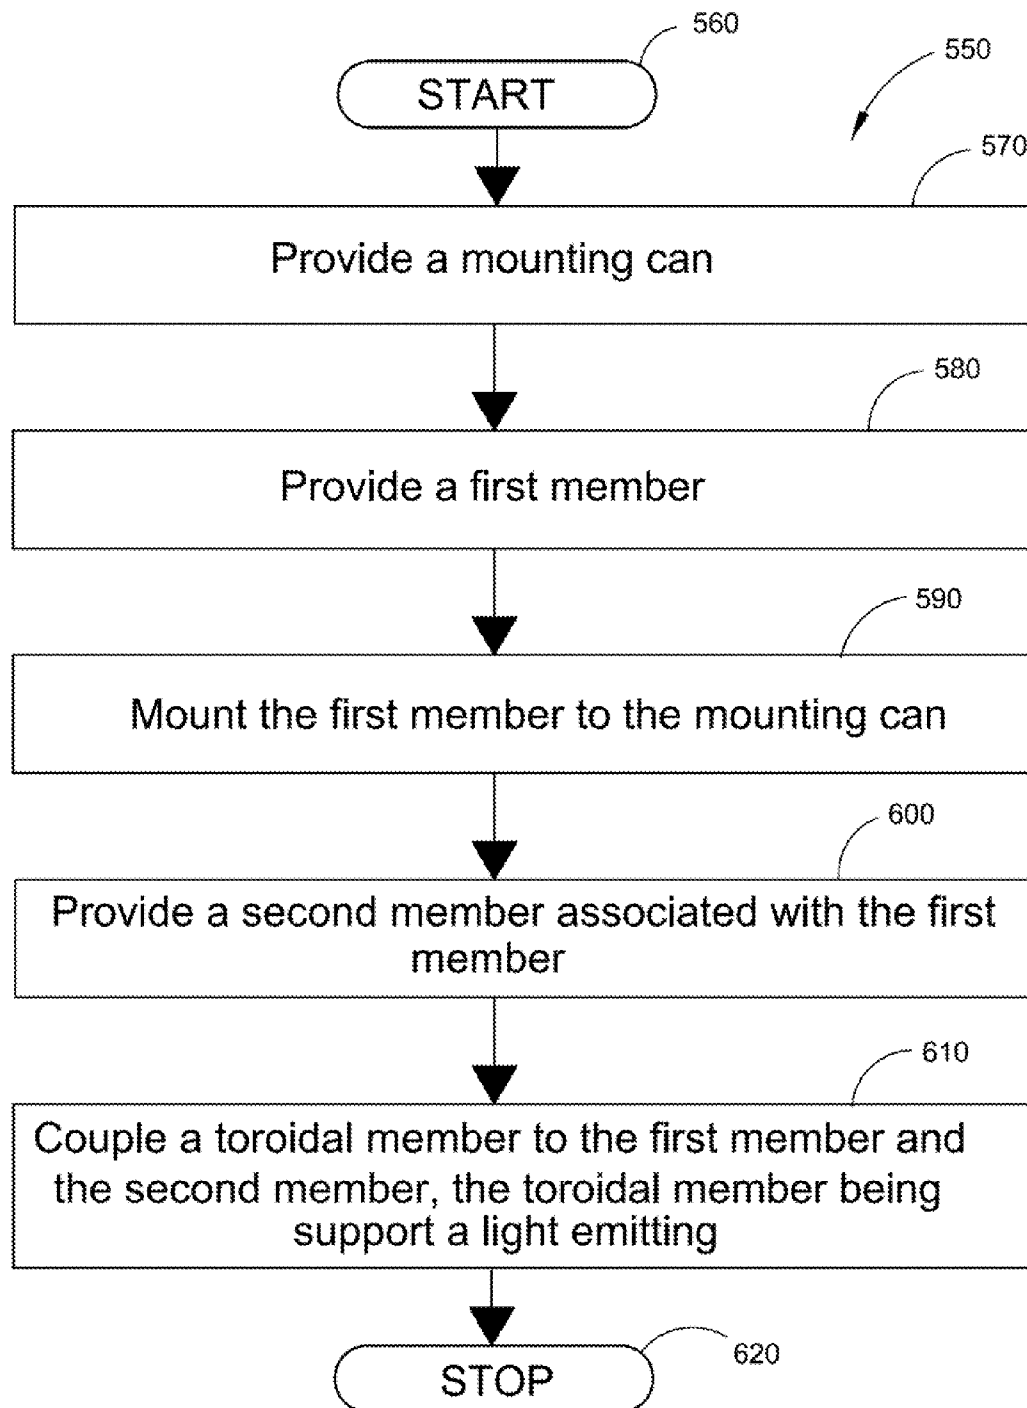 560
START
550
570
Provide a mounting can
580
Provide a first member
590
Mount the first member to the mounting can
600
Provide a second member associated with the first
member
610
Couple a toroidal member to the first member and
the second member, the toroidal member being
support a light emitting
STOP
620